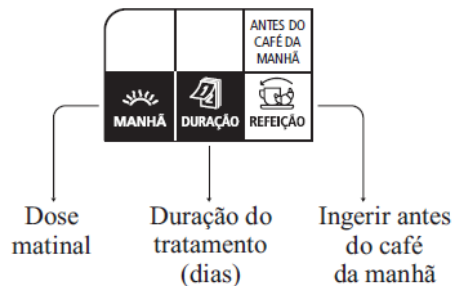 ANTES DO
CAFÉ DA
MANHÃ
MANHÃ DURAÇÃO REFEIÇÃO
Dose
matinal
Duração do
tratamento
(dias)
Ingerir antes
do café
da manhã